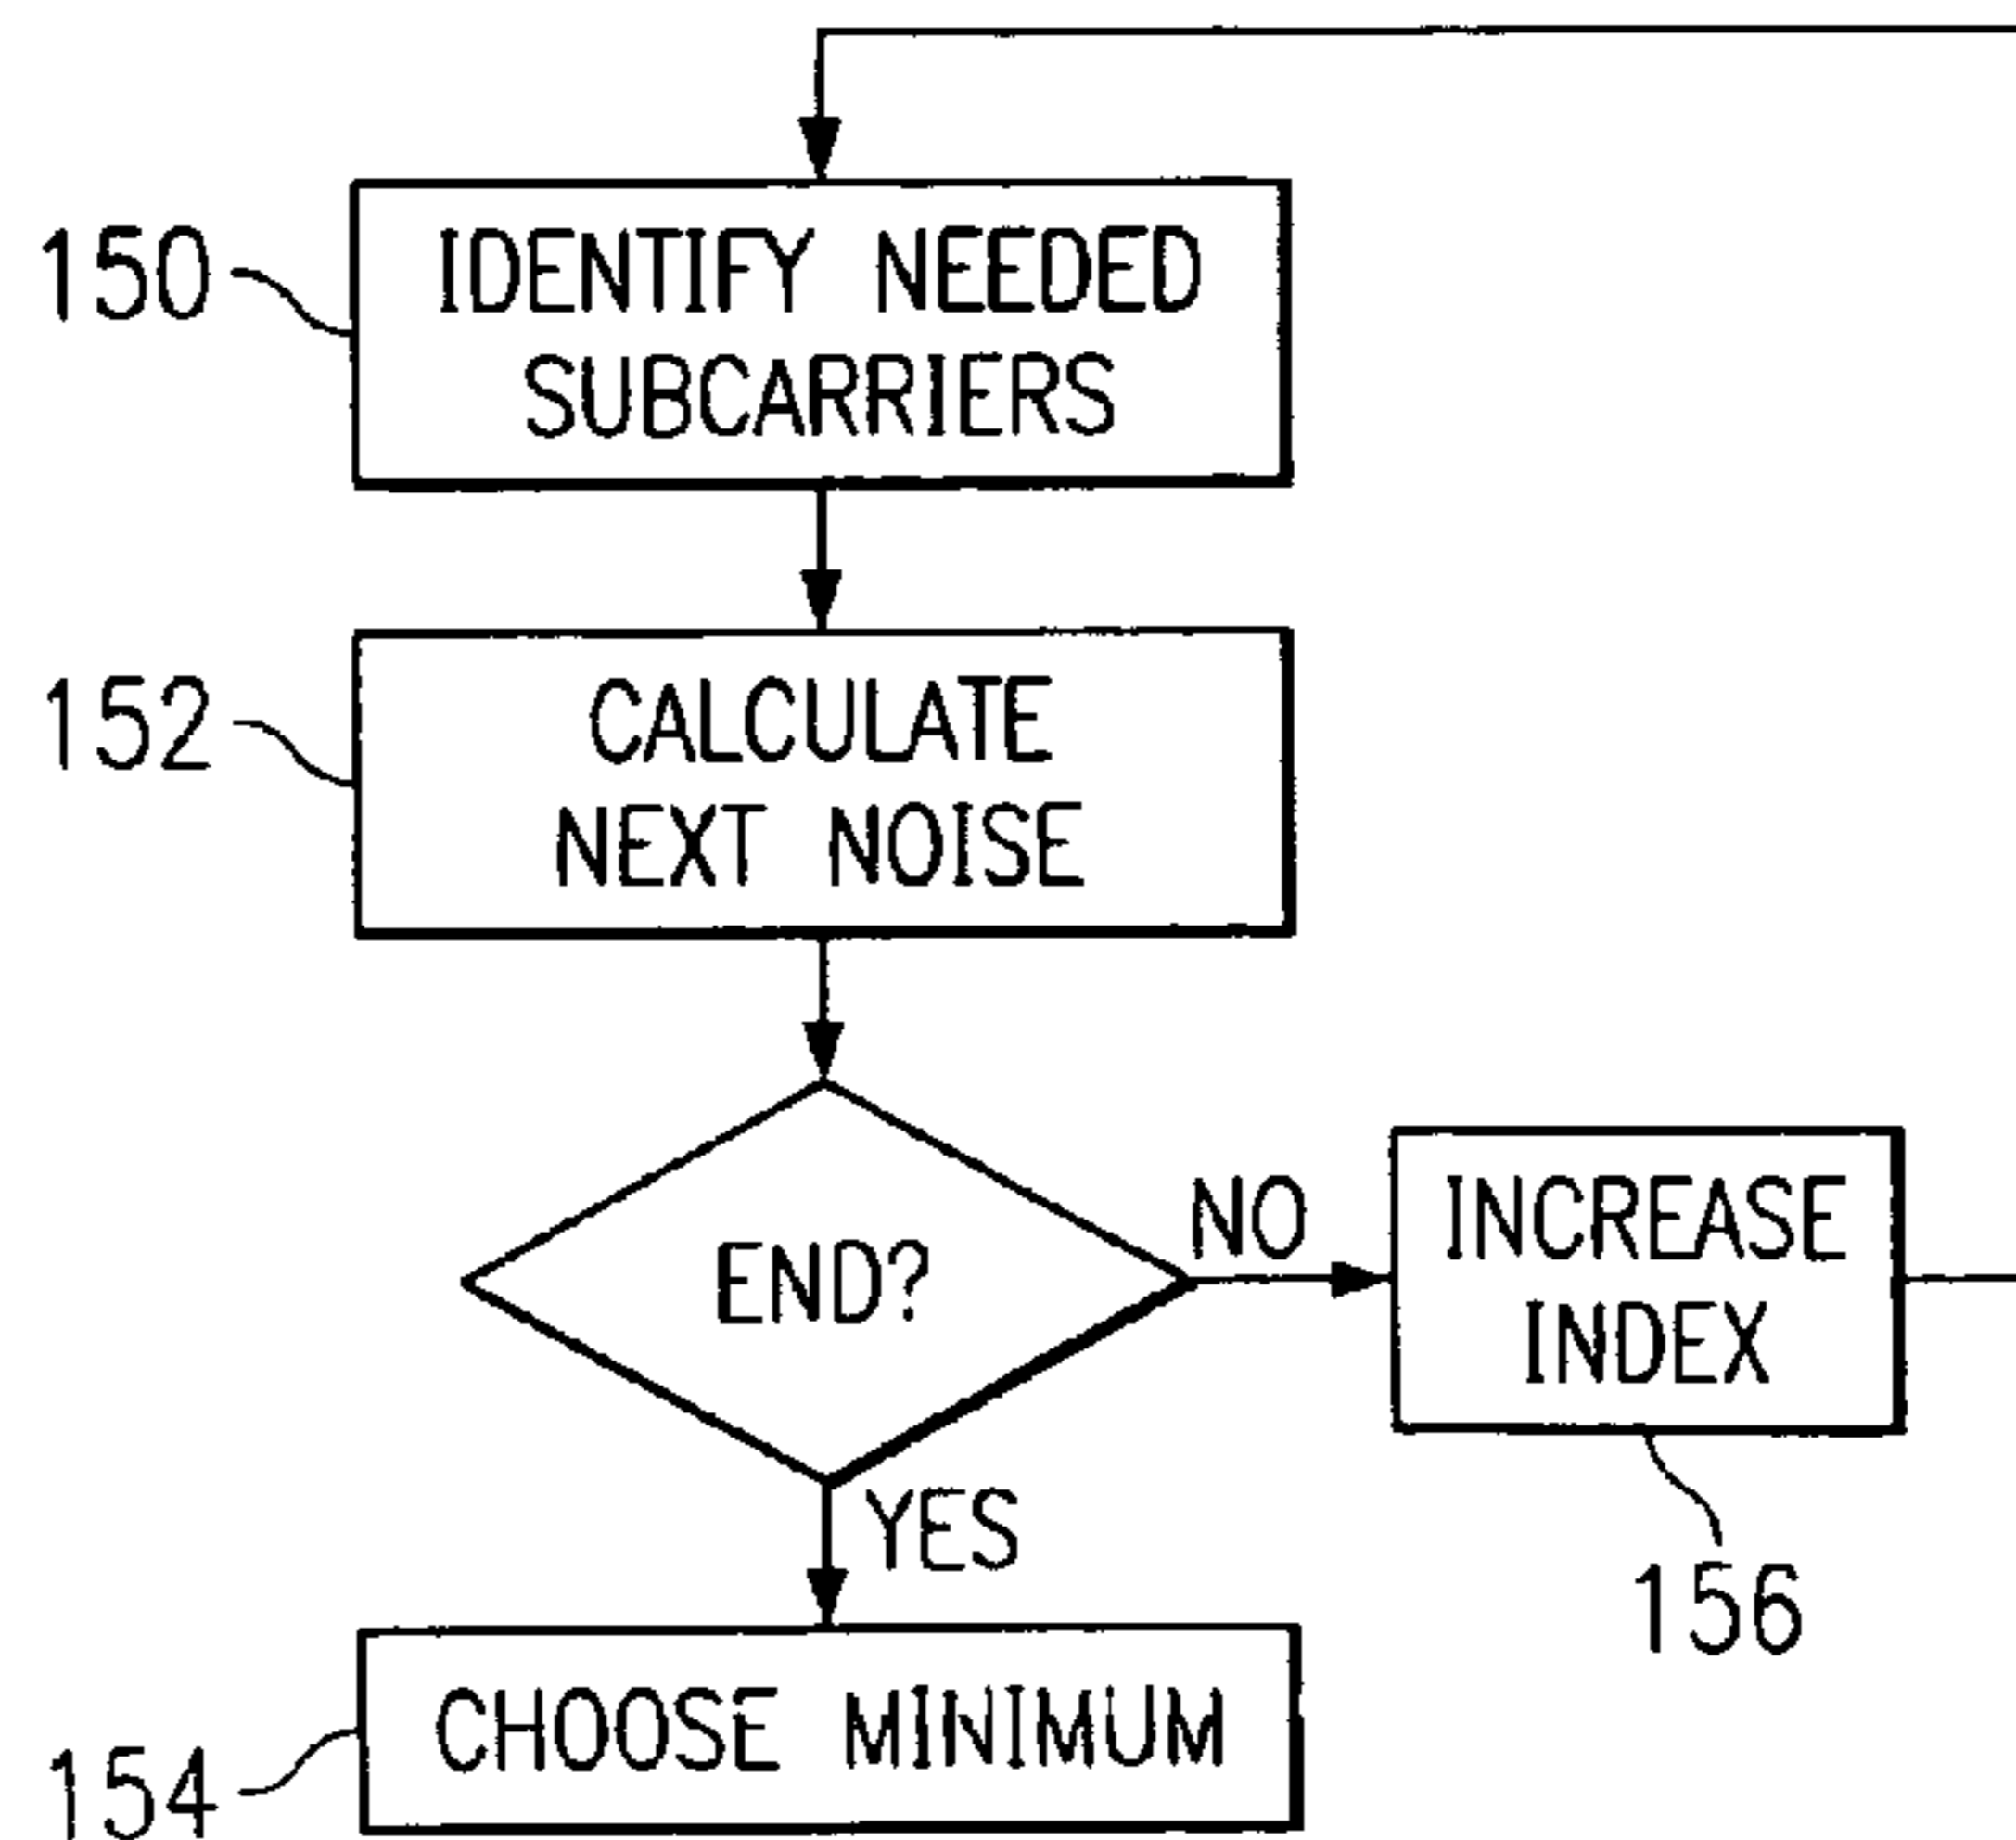 150
IDENTIFY NEEDED
SUBCARRIERS
152
CALCULATE
NEXT NOISE
END?
NO
INCREASE
INDEX
156
YES
154
CHOOSE MINIMUM